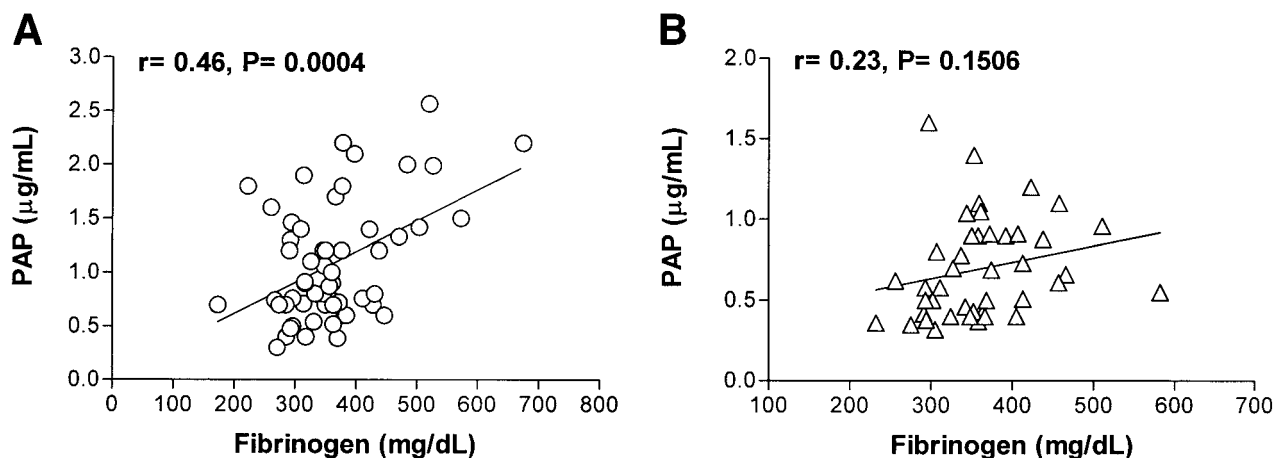 A
r= 0.46, P= 0.0004
3.0
2.5
2.0
1.5
1.0
0.5
0.0
PAP (μg/mL)
0 100 200 300 400 500 600 700 800
Fibrinogen (mg/dL)
B
r= 0.23, P= 0.1506
2.0
1.5
1.0
0.5
0.0
PAP (μg/mL)
100 200 300 400 500 600 700
Fibrinogen (mg/dL)